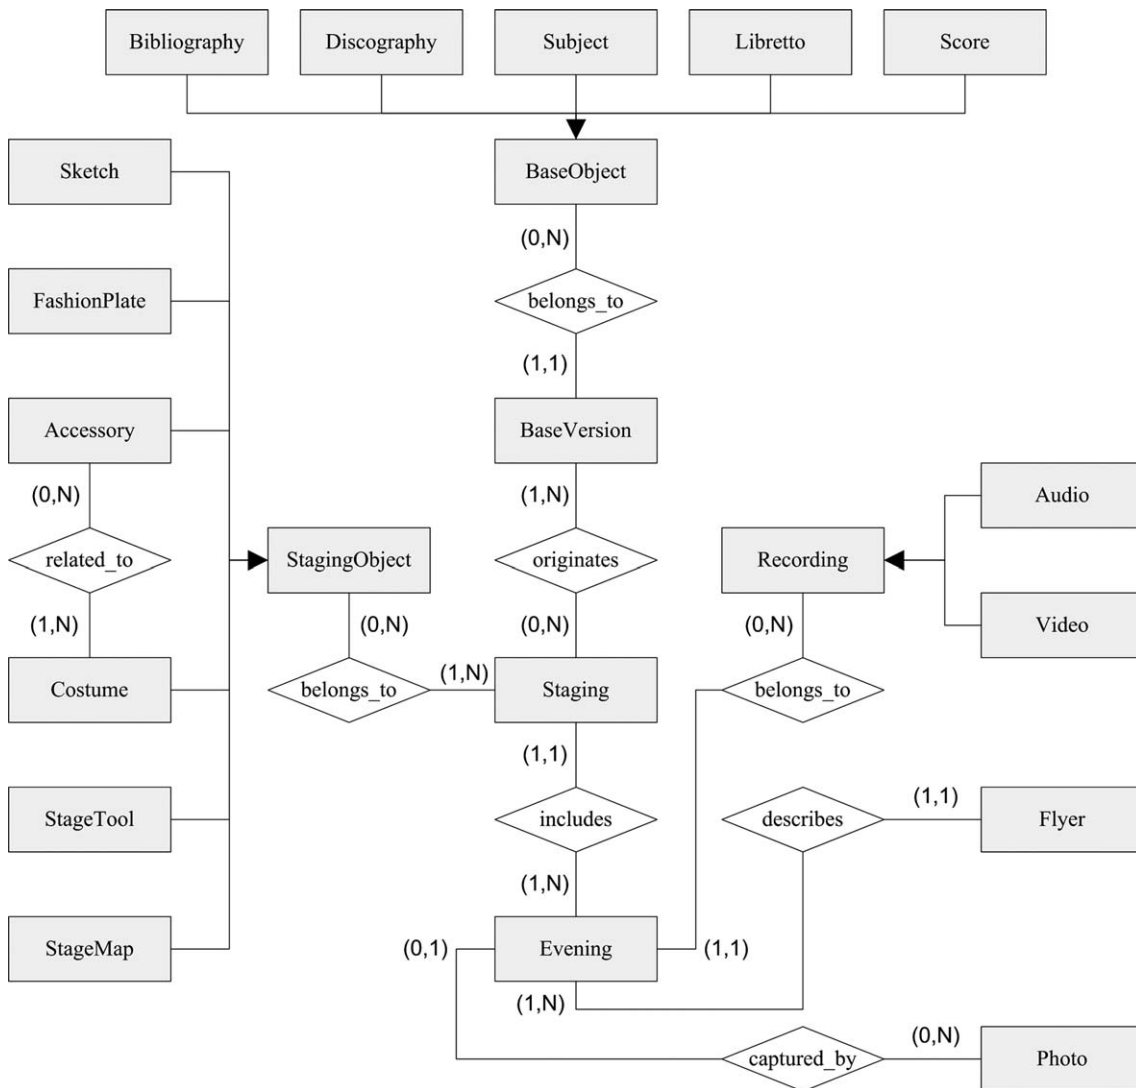 Bibliography
Discography
Subject
Libretto
Score
Sketch
BaseObject
(0,N)
FashionPlate
belongs_to
(1,1)
Accessory
BaseVersion
(0,N)
(1,N)
Audio
related_to
StagingObject
originates
Recording
(1,N)
(0,N)
(0,N)
(0,N)
Video
Costume
belongs_to
(1,N)
Staging
belongs_to
(1,1)
StageTool
includes
describes
(1,1)
Flyer
(1,N)
StageMap
(0,1)
Evening
(1,1)
(1,N)
captured_by
(0,N)
Photo